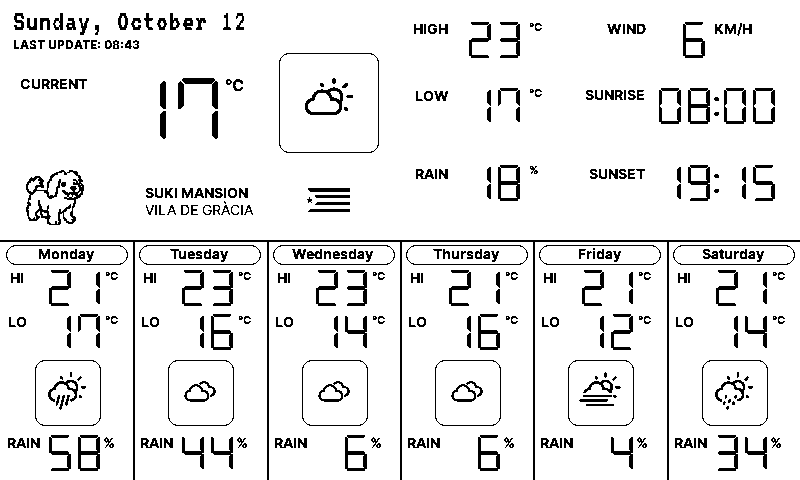 Sunday, October 12
LAST UPDATE: 08:43
CURRENT 17 °C
SUKI MANSION
VILA DE GRÀCIA
HIGH 23 °C
LOW 17 °C
RAIN 18 %
WIND 6 KM/H
SUNRISE 08:00
SUNSET 19:15
Monday
HI 21 °C
LO 17 °C
RAIN 58 %
Tuesday
HI 23 °C
LO 16 °C
RAIN 44 %
Wednesday
HI 23 °C
LO 14 °C
RAIN 6 %
Thursday
HI 21 °C
LO 16 °C
RAIN 6 %
Friday
HI 21 °C
LO 12 °C
RAIN 4 %
Saturday
HI 21 °C
LO 14 °C
RAIN 34 %